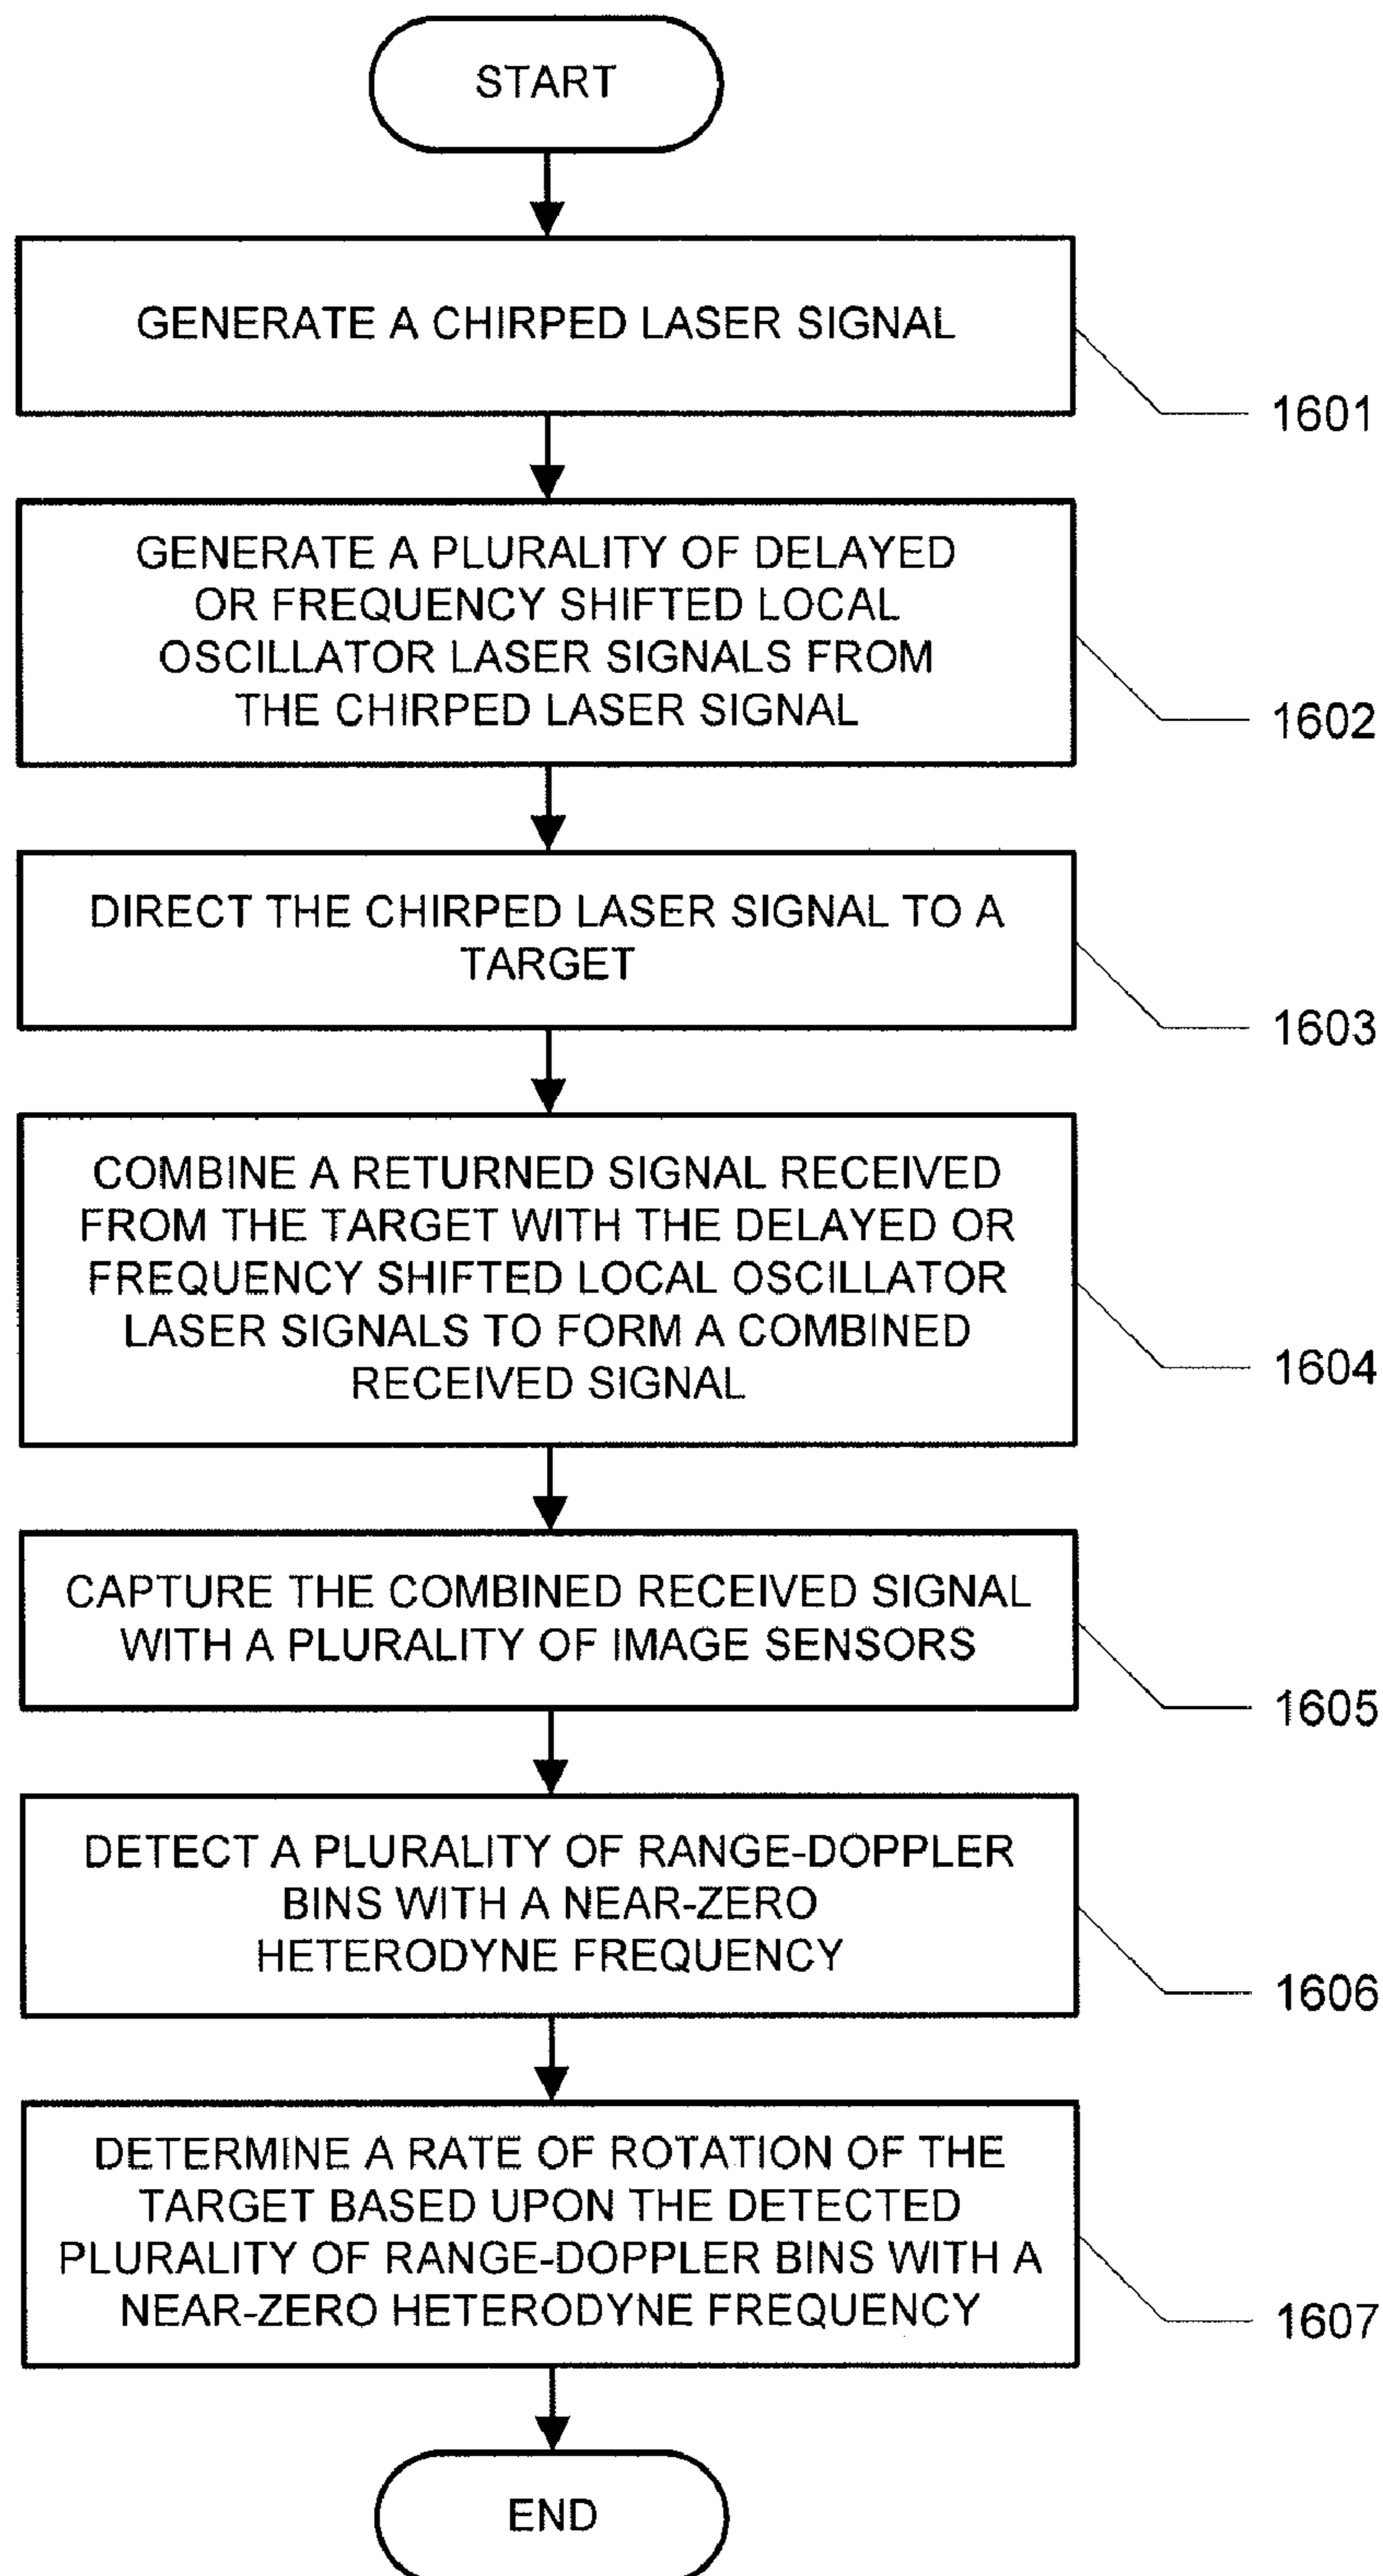 START
GENERATE A CHIRPED LASER SIGNAL
1601
GENERATE A PLURALITY OF DELAYED
OR FREQUENCY SHIFTED LOCAL
OSCILLATOR LASER SIGNALS FROM
THE CHIRPED LASER SIGNAL
1602
DIRECT THE CHIRPED LASER SIGNAL TO A
TARGET
1603
COMBINE A RETURNED SIGNAL RECEIVED
FROM THE TARGET WITH THE DELAYED OR
FREQUENCY SHIFTED LOCAL OSCILLATOR
LASER SIGNALS TO FORM A COMBINED
RECEIVED SIGNAL
1604
CAPTURE THE COMBINED RECEIVED SIGNAL
WITH A PLURALITY OF IMAGE SENSORS
1605
DETECT A PLURALITY OF RANGE-DOPPLER
BINS WITH A NEAR-ZERO
HETERODYNE FREQUENCY
1606
DETERMINE A RATE OF ROTATION OF THE
TARGET BASED UPON THE DETECTED
PLURALITY OF RANGE-DOPPLER BINS WITH A
NEAR-ZERO HETERODYNE FREQUENCY
1607
END